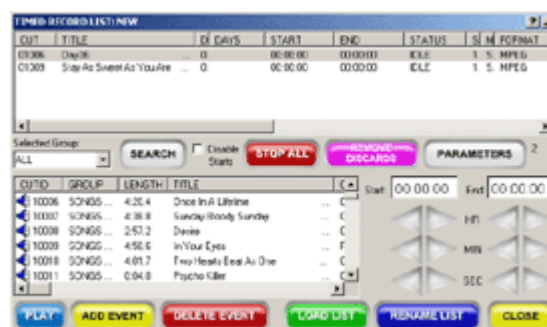 TIMED RECORD LIST: NEW
CUT TITLE D DAYS START END STATUS S M FORMAT
01006 0 00:00:00 00:00:00 IDLE 1 S. MPEG
01009 Stay As Sweet As You Are ... 0 00:00:00 00:00:00 IDLE 1 S. MPEG
Selected Group:
ALL
SEARCH
Disable Starts
STOP ALL
REMOVE DISCARDS
PARAMETERS
2
CUTID GROUP LENGTH TITLE
10006 SONGS ... 4:20.4 Once In A Lifetime ...
10007 SONGS ... 4:38.8 Sunday Bloody Sunday ...
10008 SONGS ... 2:57.2 Desire ...
10009 SONGS ... 4:50.6 In Your Eyes ...
10010 SONGS ... 4:01.7 Two Hearts Beat As One ...
10011 SONGS ... 0:04.0 Psycho Killer ...
Start 00:00:00 End 00:00:00
HR
MIN
SEC
PLAY
ADD EVENT
DELETE EVENT
LOAD LIST
RENAME LIST
CLOSE